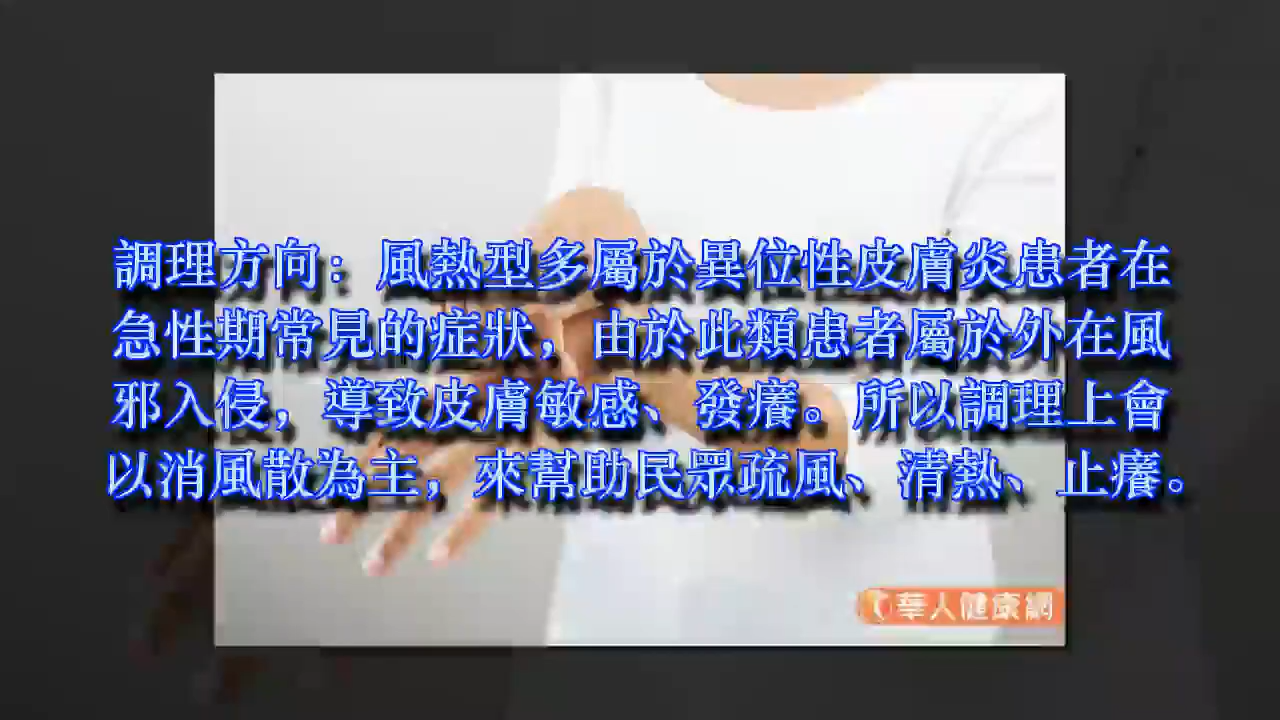 調理方向：風熱型多屬於異位性皮膚炎患者在
急性期常見的症狀，由於此類患者屬於外在風
邪入侵，導致皮膚敏感、發癢。所以調理上會
以消風散為主，來幫助民眾疏風、清熱、止癢。
華人健康網